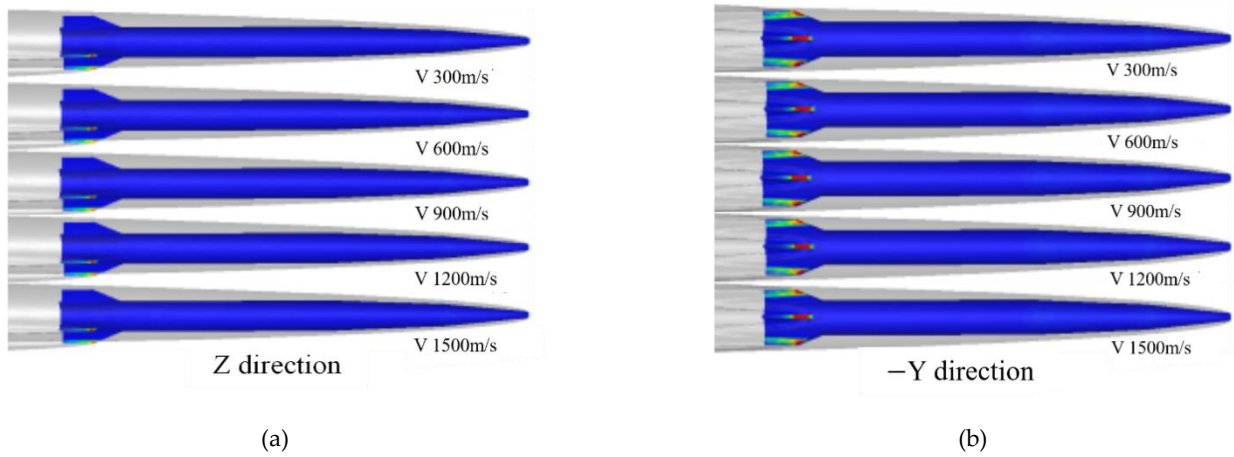 V 300m/s
V 600m/s
V 900m/s
V 1200m/s
V 1500m/s
Z direction
(a)
V 300m/s
V 600m/s
V 900m/s
V 1200m/s
V 1500m/s
−Y direction
(b)